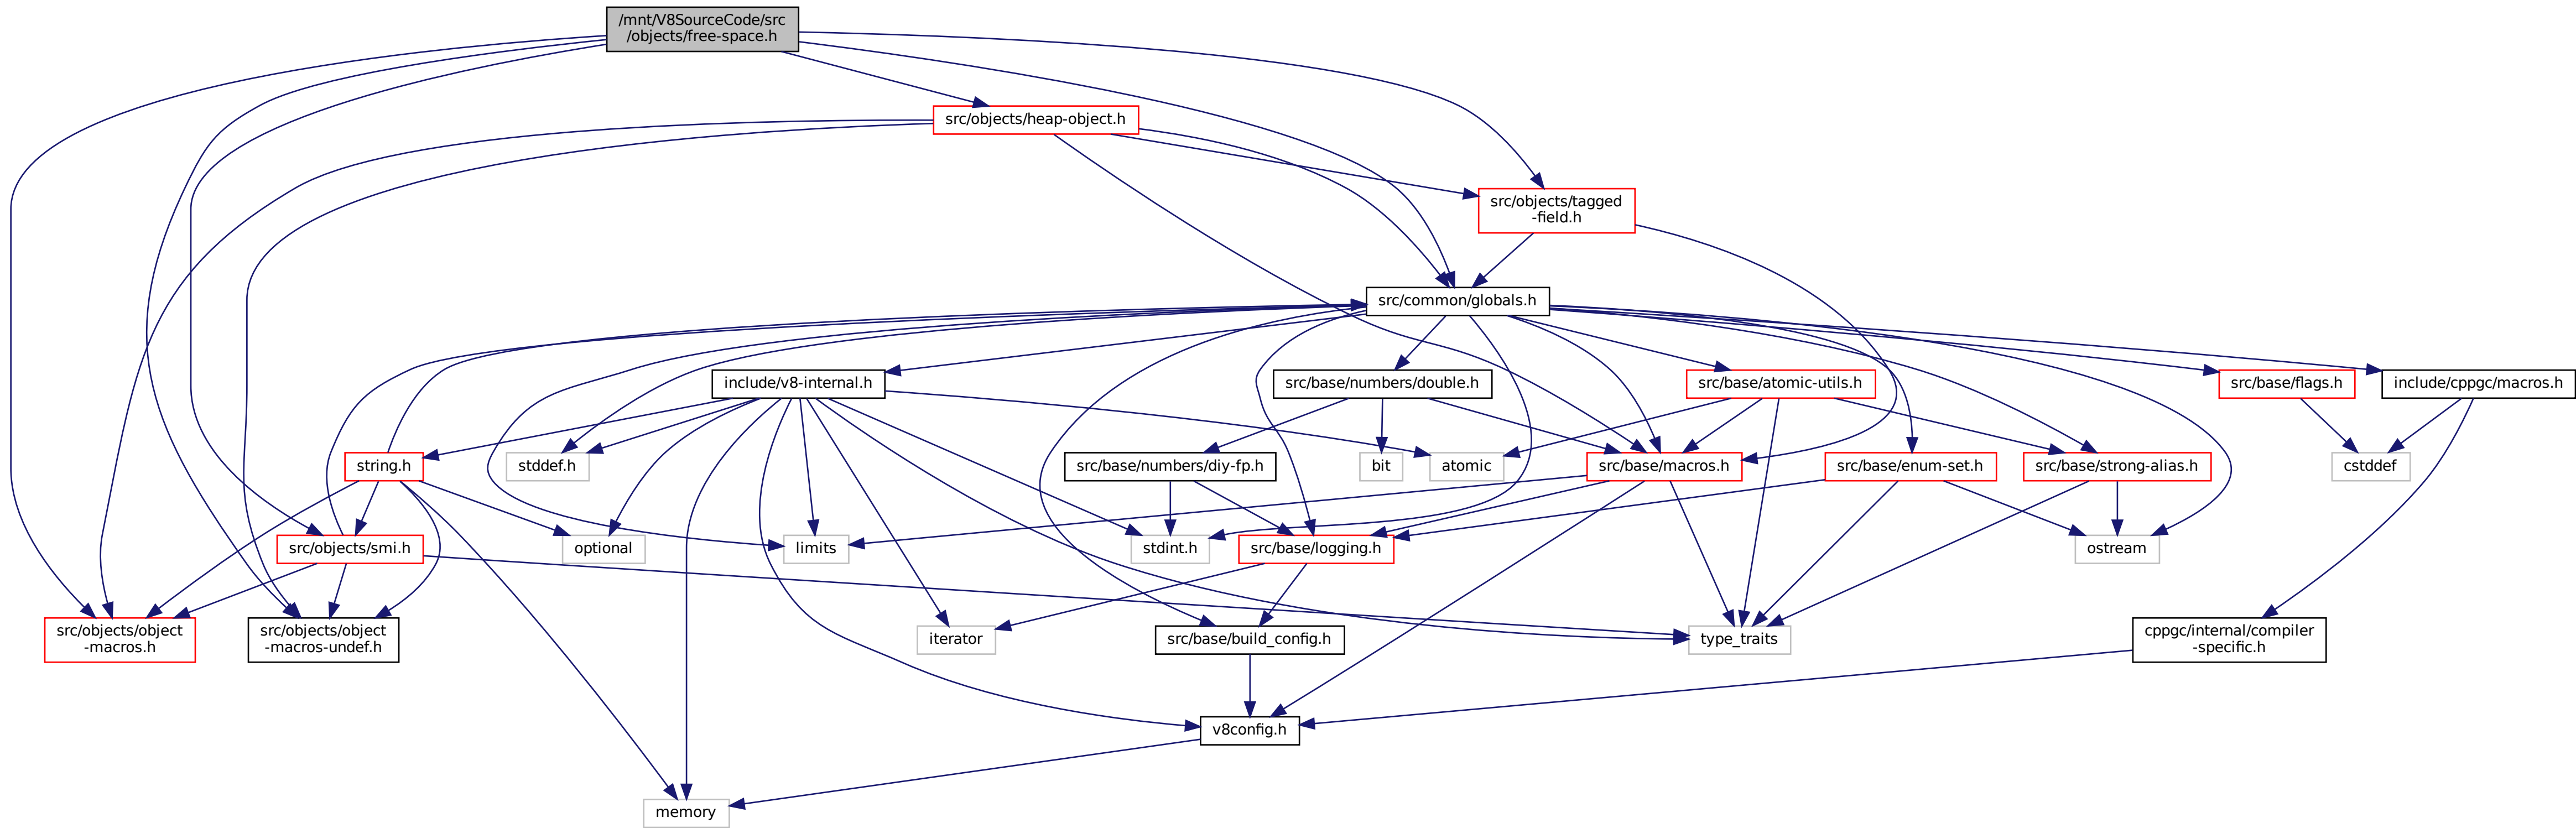 /mnt/V8SourceCode/src
/objects/free-space.h
src/objects/heap-object.h
src/objects/tagged
-field.h
src/common/globals.h
include/v8-internal.h
src/base/numbers/double.h
src/base/atomic-utils.h
src/base/flags.h
include/cppgc/macros.h
string.h
stddef.h
src/base/numbers/diy-fp.h
bit
atomic
src/base/macros.h
src/base/enum-set.h
src/base/strong-alias.h
cstddef
src/objects/smi.h
optional
limits
stdint.h
src/base/logging.h
ostream
src/objects/object
-macros.h
src/objects/object
-macros-undef.h
iterator
src/base/build_config.h
type_traits
cppgc/internal/compiler
-specific.h
v8config.h
memory